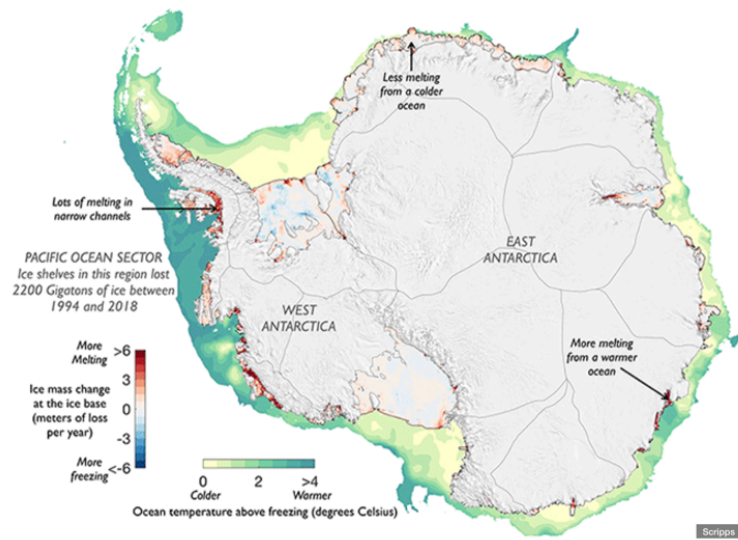 Less melting
from a colder
ocean
Lots of melting in
narrow channels
PACIFIC OCEAN SECTOR
Ice shelves in this region lost
2200 Gigatons of ice between
1994 and 2018
EAST
ANTARCTICA
WEST
ANTARCTICA
More melting
from a warmer
ocean
More
Melting
>6
3
0
-3
<-6
Ice mass change
at the ice base
(meters of loss
per year)
More
freezing
0
2
>4
Colder
Warmer
Ocean temperature above freezing (degrees Celsius)
Scripps